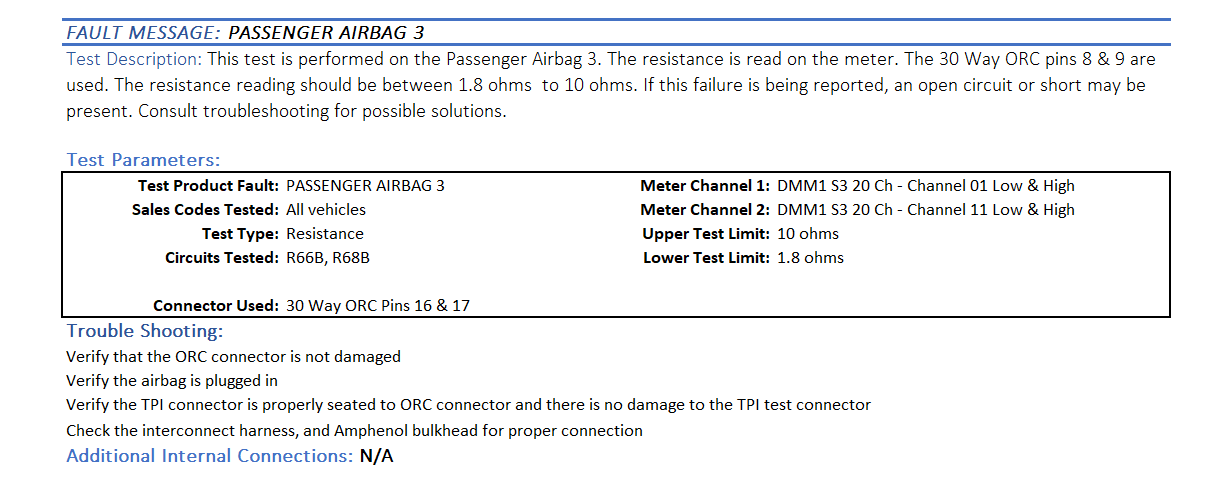 FAULT MESSAGE: PASSENGER AIRBAG 3
Test Description: This test is performed on the Passenger Airbag 3. The resistance is read on the meter. The 30 Way ORC pins 8 & 9 are
used. The resistance reading should be between 1.8 ohms  to 10 ohms. If this failure is being reported, an open circuit or short may be
present. Consult troubleshooting for possible solutions.
Test Parameters:
Test Product Fault: PASSENGER AIRBAG 3
Meter Channel 1: DMM1 S3 20 Ch - Channel 01 Low & High
Sales Codes Tested: All vehicles
Meter Channel 2: DMM1 S3 20 Ch - Channel 11 Low & High
Test Type: Resistance
Upper Test Limit: 10 ohms
Circuits Tested: R66B, R68B
Lower Test Limit: 1.8 ohms
Connector Used: 30 Way ORC Pins 16 & 17
Trouble Shooting:
Verify that the ORC connector is not damaged
Verify the airbag is plugged in
Verify the TPI connector is properly seated to ORC connector and there is no damage to the TPI test connector
Check the interconnect harness, and Amphenol bulkhead for proper connection
Additional Internal Connections: N/A